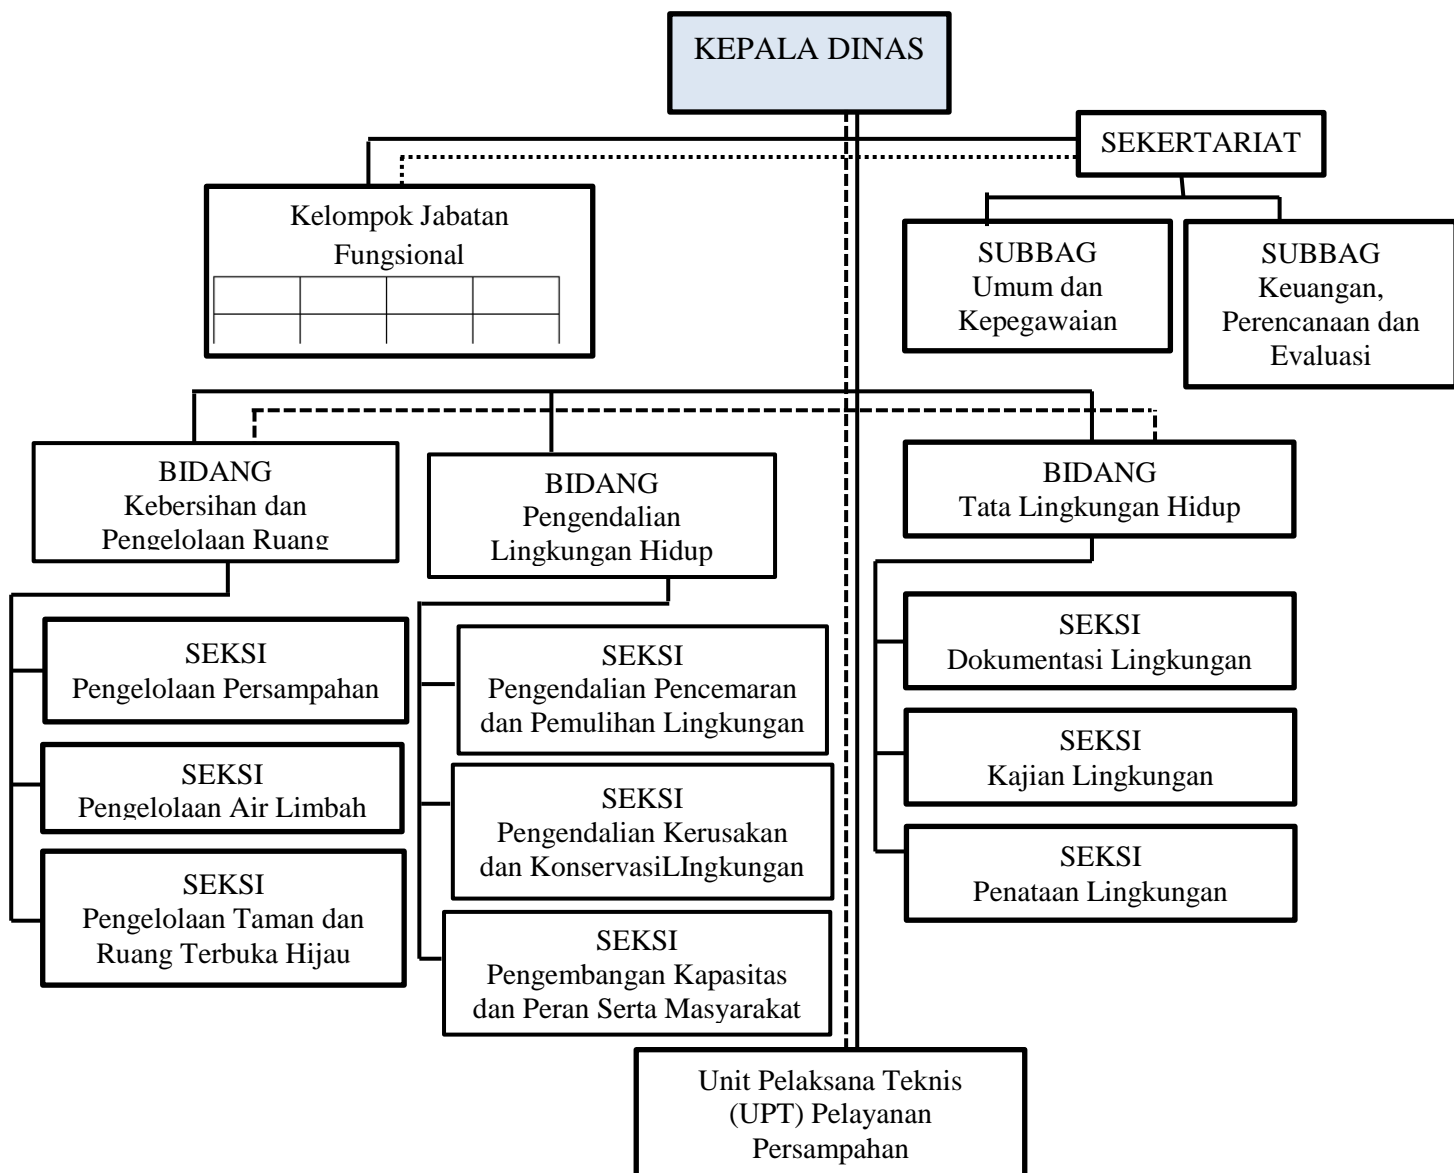 KEPALA DINAS
SEKERTARIAT
Kelompok Jabatan
Fungsional
SUBBAG
Umum dan
Kepegawaian
SUBBAG
Keuangan,
Perencanaan dan
Evaluasi
BIDANG
Kebersihan dan
Pengelolaan Ruang
BIDANG
Pengendalian
Lingkungan Hidup
BIDANG
Tata Lingkungan Hidup
SEKSI
Pengelolaan Persampahan
SEKSI
Pengelolaan Air Limbah
SEKSI
Pengelolaan Taman dan
Ruang Terbuka Hijau
SEKSI
Pengendalian Pencemaran
dan Pemulihan Lingkungan
SEKSI
Pengendalian Kerusakan
dan KonservasiLIngkungan
SEKSI
Pengembangan Kapasitas
dan Peran Serta Masyarakat
SEKSI
Dokumentasi Lingkungan
SEKSI
Kajian Lingkungan
SEKSI
Penataan Lingkungan
Unit Pelaksana Teknis
(UPT) Pelayanan
Persampahan